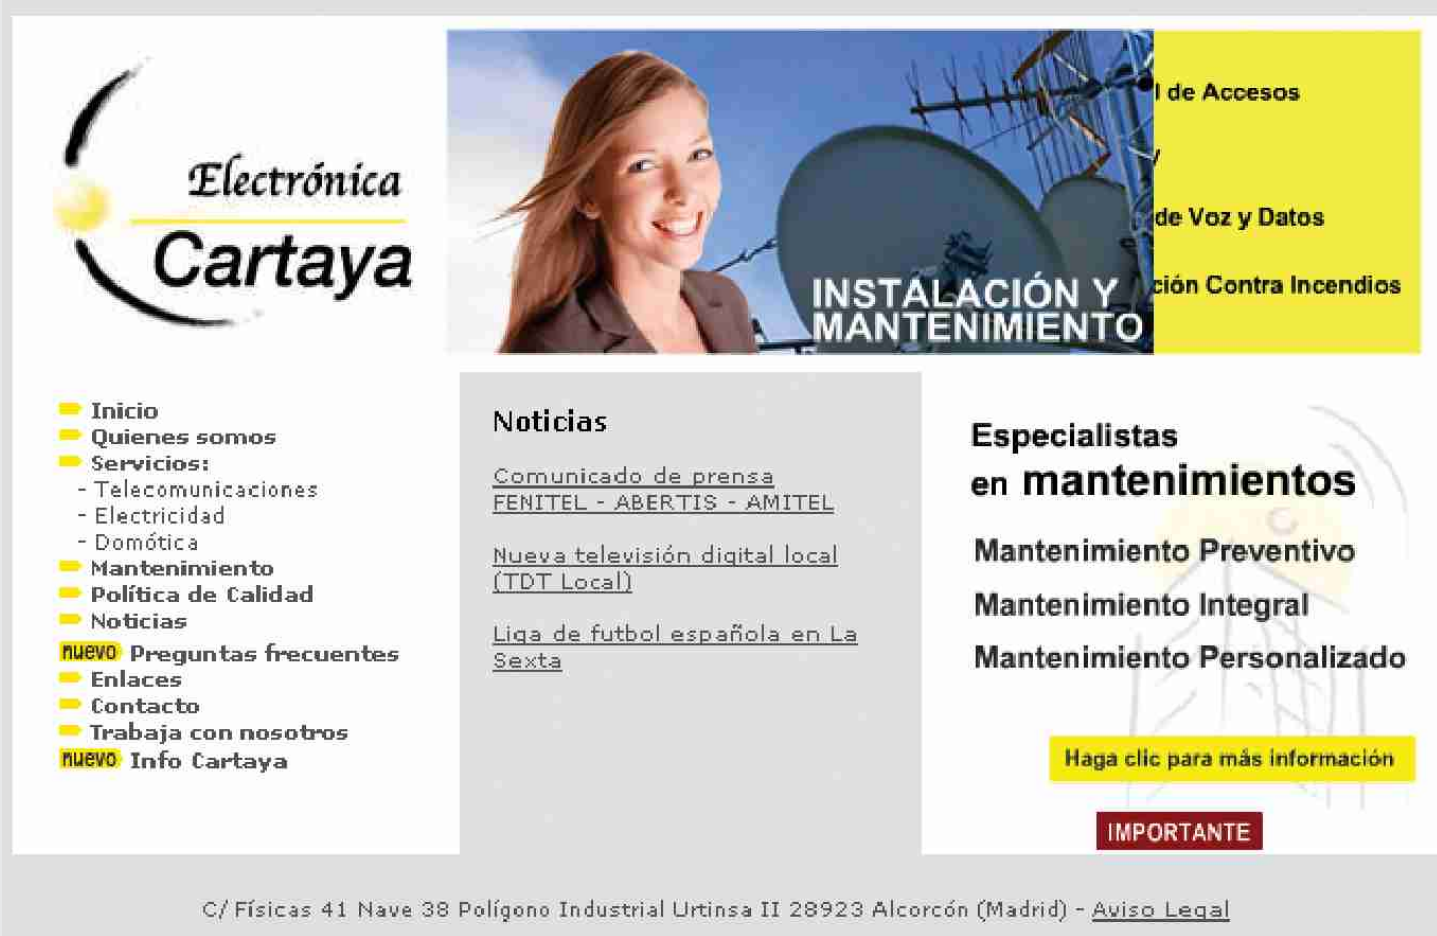 Electrónica
Cartaya
INSTALACIÓN Y
MANTENIMIENTO
l de Accesos
y
de Voz y Datos
ción Contra Incendios
Inicio
Quienes somos
Servicios:
- Telecomunicaciones
- Electricidad
- Domótica
Mantenimiento
Política de Calidad
Noticias
nuevo Preguntas frecuentes
Enlaces
Contacto
Trabaja con nosotros
nuevo Info Cartaya
Noticias
Comunicado de prensa
FENITEL - ABERTIS - AMITEL
Nueva televisión digital local
(TDT Local)
Liga de futbol española en La
Sexta
Especialistas
en mantenimientos
Mantenimiento Preventivo
Mantenimiento Integral
Mantenimiento Personalizado
Haga clic para más información
IMPORTANTE
C/ Físicas 41 Nave 38 Polígono Industrial Urtinsa II 28923 Alcorcón (Madrid) - Aviso Legal